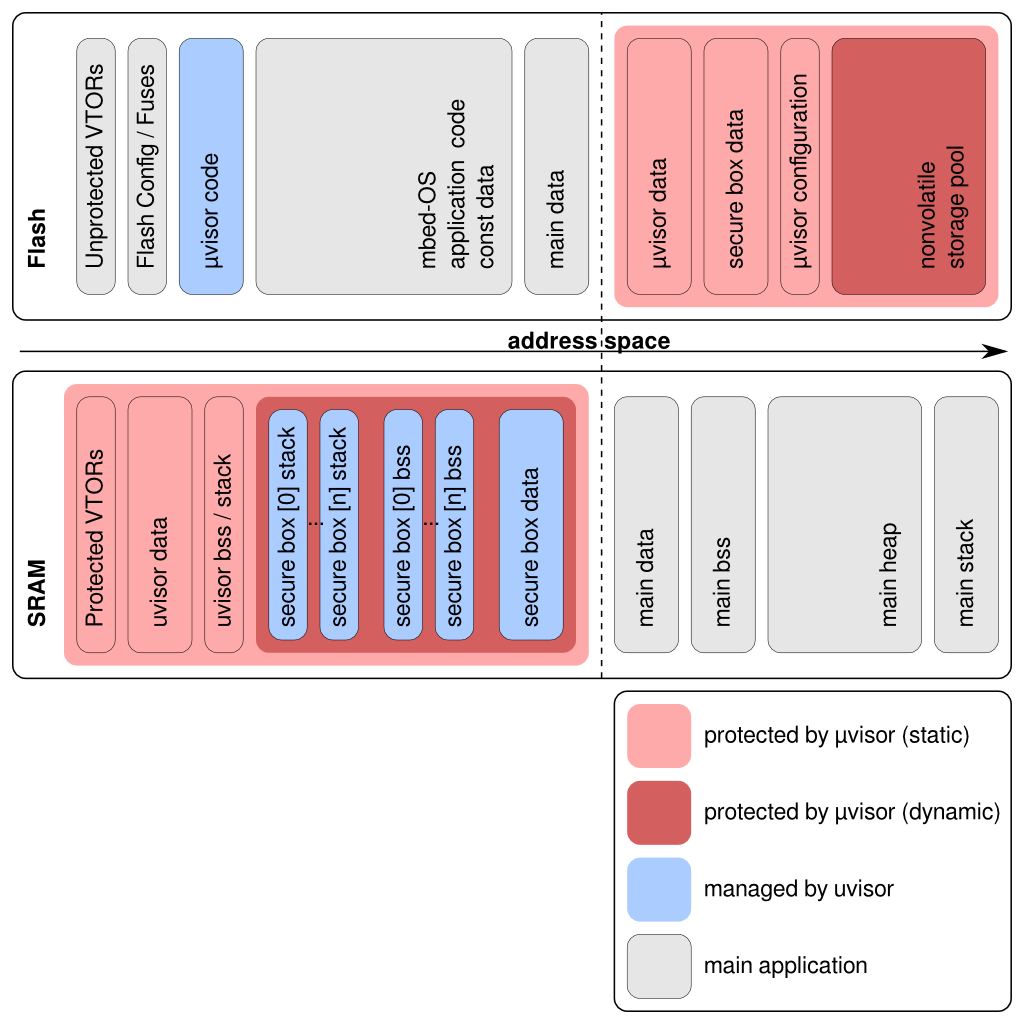 Flash
Unprotected VTORs
Flash Config / Fuses
µvisor code
mbed-OS
application code
const data
main data
µvisor data
secure box data
µvisor configuration
nonvolatile
storage pool
address space
SRAM
Protected VTORs
uvisor data
uvisor bss / stack
secure box [0] stack
...
secure box [n] stack
secure box [0] bss
...
secure box [n] bss
secure box data
main data
main bss
main heap
main stack
protected by µvisor (static)
protected by µvisor (dynamic)
managed by uvisor
main application